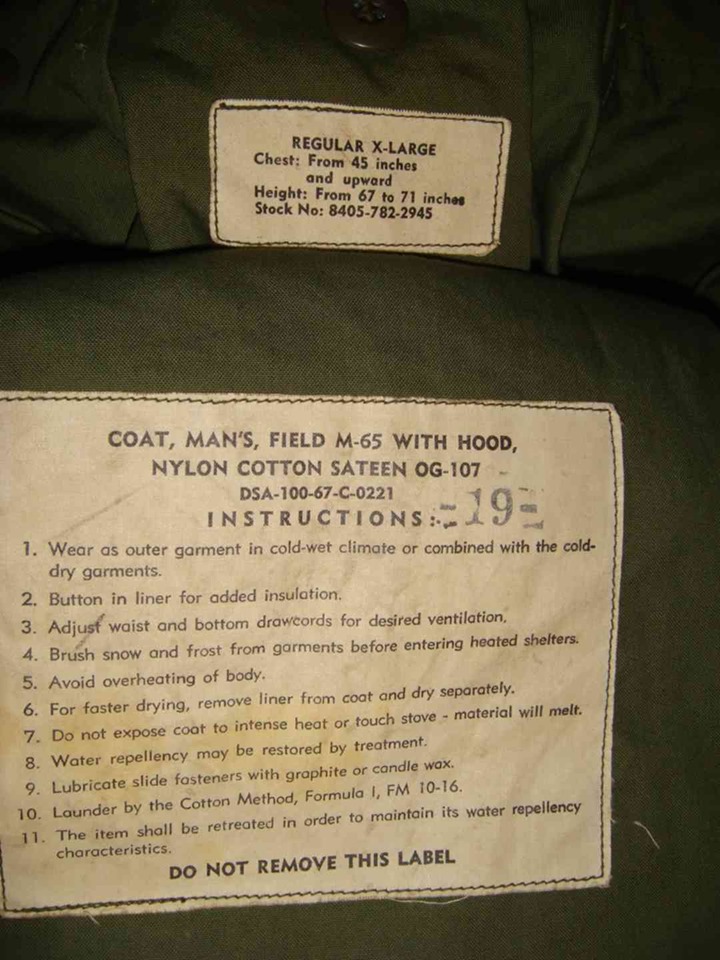 REGULAR X-LARGE
Chest: From 45 inches
and upward
Height: From 67 to 71 inches
Stock No: 8405-782-2945
COAT, MAN'S, FIELD M-65 WITH HOOD,
NYLON COTTON SATEEN OG-107
DSA-100-67-C-0221
INSTRUCTIONS: -19-
1. Wear as outer garment in cold-wet climate or combined with the cold-
dry garments.
2. Button in liner for added insulation.
3. Adjust waist and bottom drawcords for desired ventilation.
4. Brush snow and frost from garments before entering heated shelters.
5. Avoid overheating of body.
6. For faster drying, remove liner from coat and dry separately.
7. Do not expose coat to intense heat or touch stove - material will melt.
8. Water repellency may be restored by treatment.
9. Lubricate slide fasteners with graphite or candle wax.
10. Launder by the Cotton Method, Formula I, FM 10-16.
11. The item shall be retreated in order to maintain its water repellency
characteristics.
DO NOT REMOVE THIS LABEL